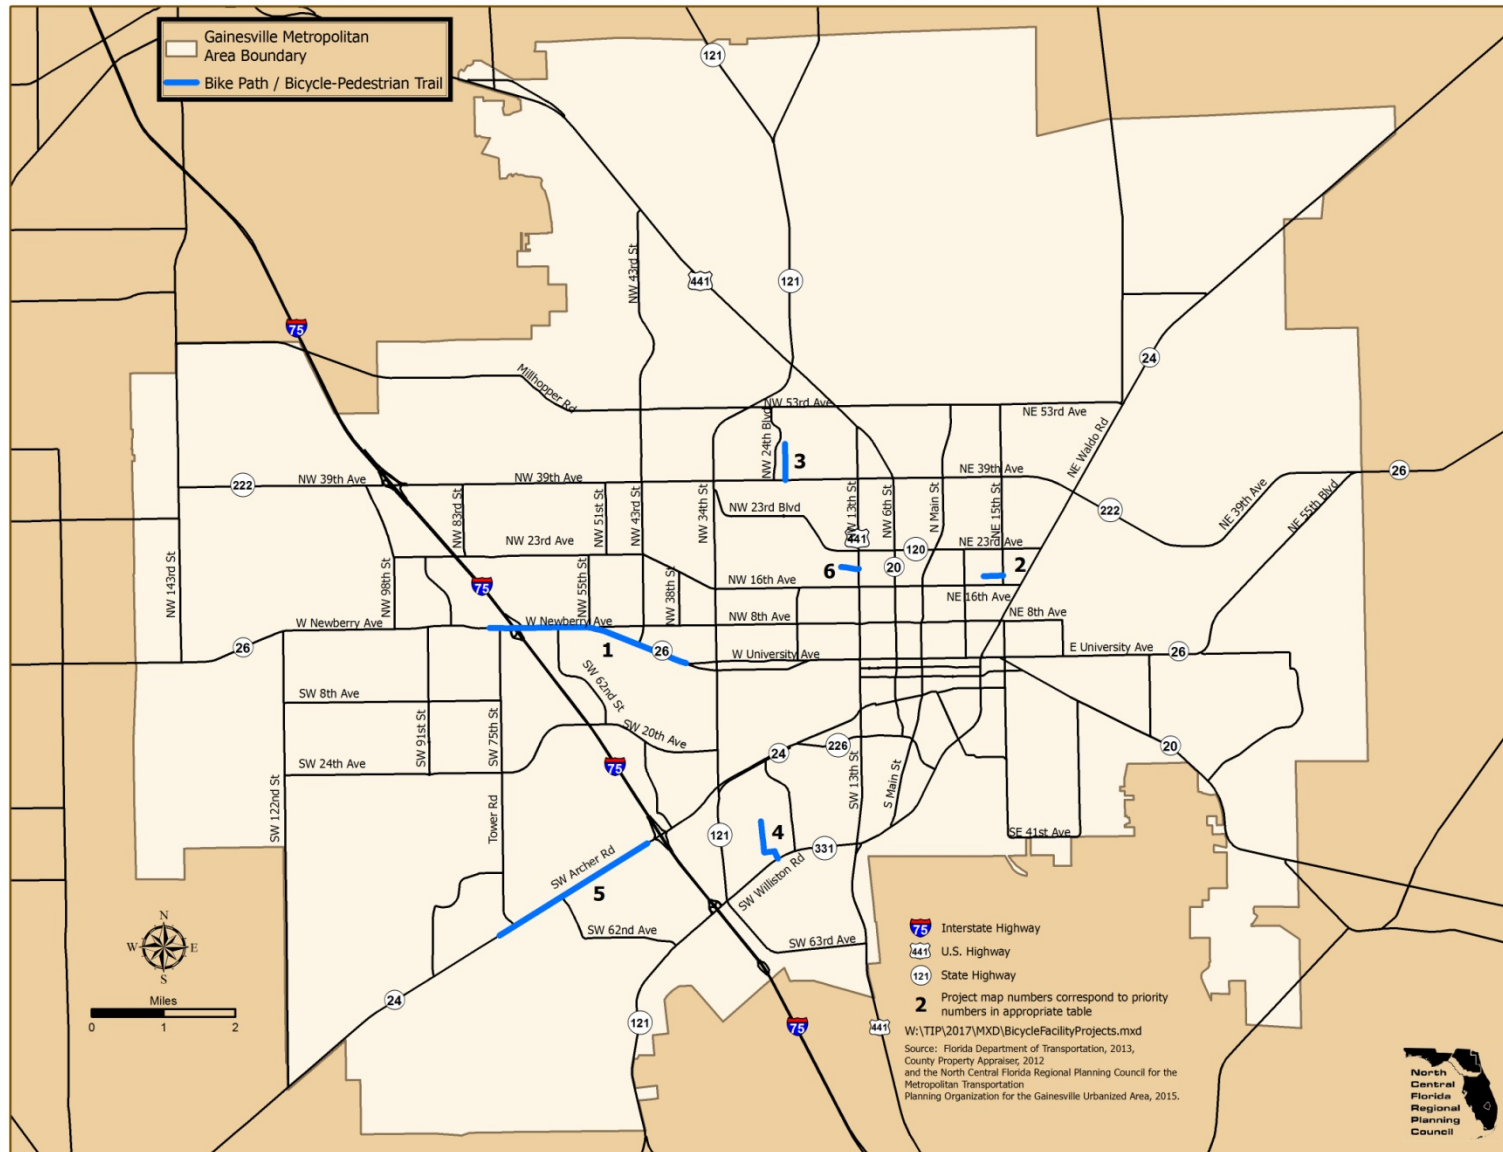 Gainesville Metropolitan
Area Boundary
Bike Path / Bicycle-Pedestrian Trail
121
441
121
75
NW 43rd St
24
Millhopper Rd
NW 53rd Ave
NE 53rd Ave
NW 24th Blvd
3
NE Waldo Rd
222
NW 39th Ave
NW 39th Ave
NE 39th Ave
26
222
NE 39th Ave
NE 55th Blvd
NW 83rd St
NW 51st St
NW 43rd St
NW 34th St
NW 23rd Blvd
NW 13th St
NW 6th St
N Main St
NE 15th St
441
NW 23rd Ave
120
NE 23rd Ave
NW 143rd St
NW 98th St
75
NW 55th St
NW 38th St
NW 16th Ave
6
20
2
NE 16th Ave
W Newberry Ave
W Newberry Ave
NW 8th Ave
NE 8th Ave
26
1
26
W University Ave
E University Ave
26
SW 62nd St
SW 8th Ave
SW 91st St
SW 75th St
SW 20th Ave
24
226
20
SW 24th Ave
75
SW 122nd St
Tower Rd
SW 13th St
S Main St
121
4
331
SE 41st Ave
SW Archer Rd
5
SW Williston Rd
SW 62nd Ave
SW 63rd Ave
24
121
75
441
N
W E
S
Miles
0 1 2
75 Interstate Highway
441 U.S. Highway
121 State Highway
2 Project map numbers correspond to priority
numbers in appropriate table
W:\TIP\2017\MXD\BicycleFacilityProjects.mxd
Source: Florida Department of Transportation, 2013,
County Property Appraiser, 2012
and the North Central Florida Regional Planning Council for the
Metropolitan Transportation
Planning Organization for the Gainesville Urbanized Area, 2015.
North
Central
Florida
Regional
Planning
Council